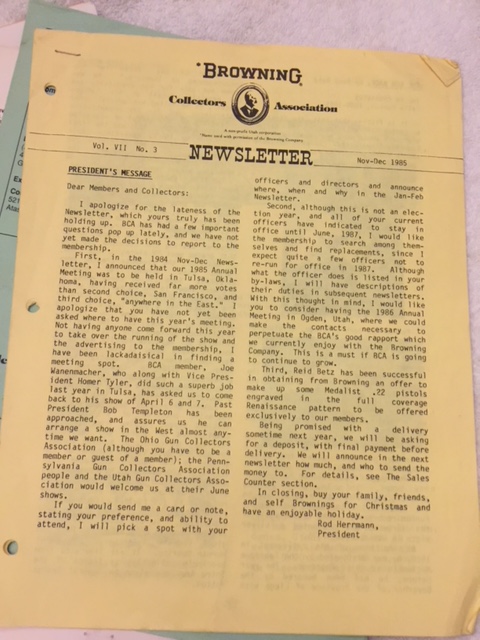 *BROWNING®
Collectors Association
A non-profit Utah corporation
*Name used with permission of the Browning Company
Vol. VII No. 3 NEWSLETTER Nov-Dec 1985
PRESIDENT'S MESSAGE
Dear Members and Collectors:
I apologize for the lateness of the
Newsletter, which yours truly has been
holding up. BCA has had a few important
questions pop up lately, and we have not
yet made the decisions to report to the
membership.
First, in the 1984 Nov-Dec News-
letter, I announced that our 1985 Annual
Meeting was to be held in Tulsa, Okla-
homa, having received far more votes
than second choice, San Francisco, and
third choice, "anywhere in the East." I
apologize that you have not yet been
asked where to have this year's meeting.
Not having anyone come forward this year
to take over the running of the show and
the advertising to the membership, I
have been lackadaisical in finding a
meeting spot. BCA member, Joe
Wanenmacher, who along with Vice Pres-
ident Homer Tyler, did such a superb job
last year in Tulsa, has asked us to come
back to his show of April 6 and 7. Past
President Bob Templeton has been
approached, and assures us he can
arrange a show in the West almost any-
time we want. The Ohio Gun Collectors
Association (although you have to be a
member or guest of a member); the Penn-
sylvania Gun Collectors Association
people and the Utah Gun Collectors Asso-
ciation would welcome us at their June
shows.
If you would send me a card or note,
stating your preference, and ability to
attend, I will pick a spot with your
officers and directors and announce
where, when and why in the Jan-Feb
Newsletter.
Second, although this is not an elec-
tion year, and all of your current
officers have indicated to stay in
office until June, 1987, I would like
the membership to search among them-
selves and find replacements, since I
expect quite a few officers not to
re-run for office in 1987. Although
what the officer does is listed in your
by-laws, I will have descriptions of
their duties in subsequent newsletters.
With this thought in mind, I would like
you to consider having the 1986 Annual
Meeting in Ogden, Utah, where we could
make the contacts necessary to
perpetuate the BCA's good rapport which
we currently enjoy with the Browning
Company. This is a must if BCA is going
to continue to grow.
Third, Reid Betz has been successful
in obtaining from Browning an offer to
make up some Medalist .22 pistols
engraved in the full coverage
Renaissance pattern to be offered
exclusively to our members.
Being promised with a delivery
sometime next year, we will be asking
for a deposit, with final payment before
delivery. We will announce in the next
newsletter how much, and who to send the
money to. For details, see The Sales
Counter section.
In closing, buy your family, friends,
and self Brownings for Christmas and
have an enjoyable holiday.
Rod Herrmann,
President